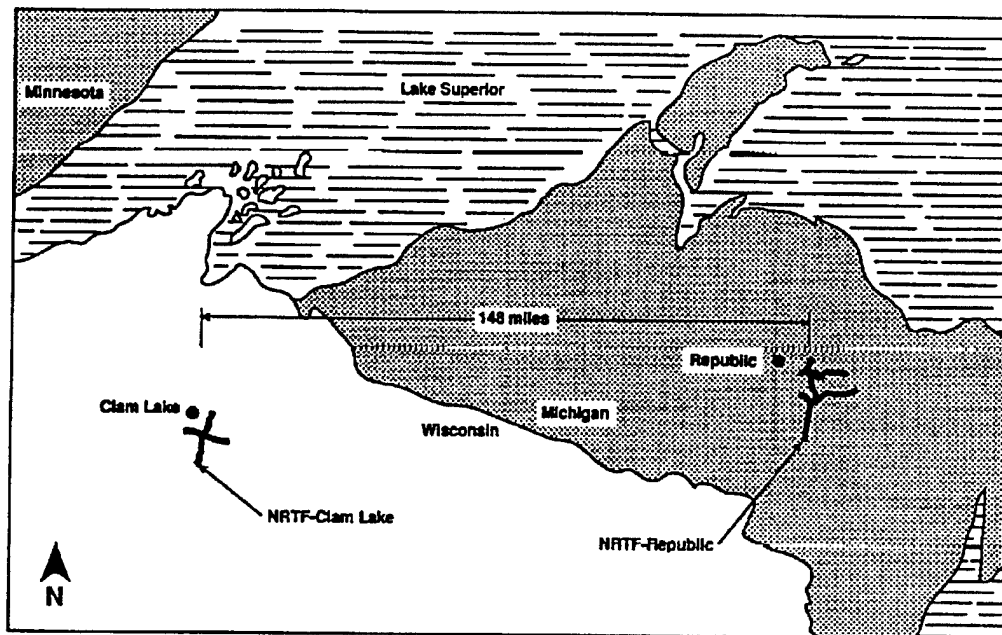 Minnesota
Lake Superior
148 miles
Republic
Clam Lake
Michigan
Wisconsin
NRTF-Clam Lake
NRTF-Republic
N